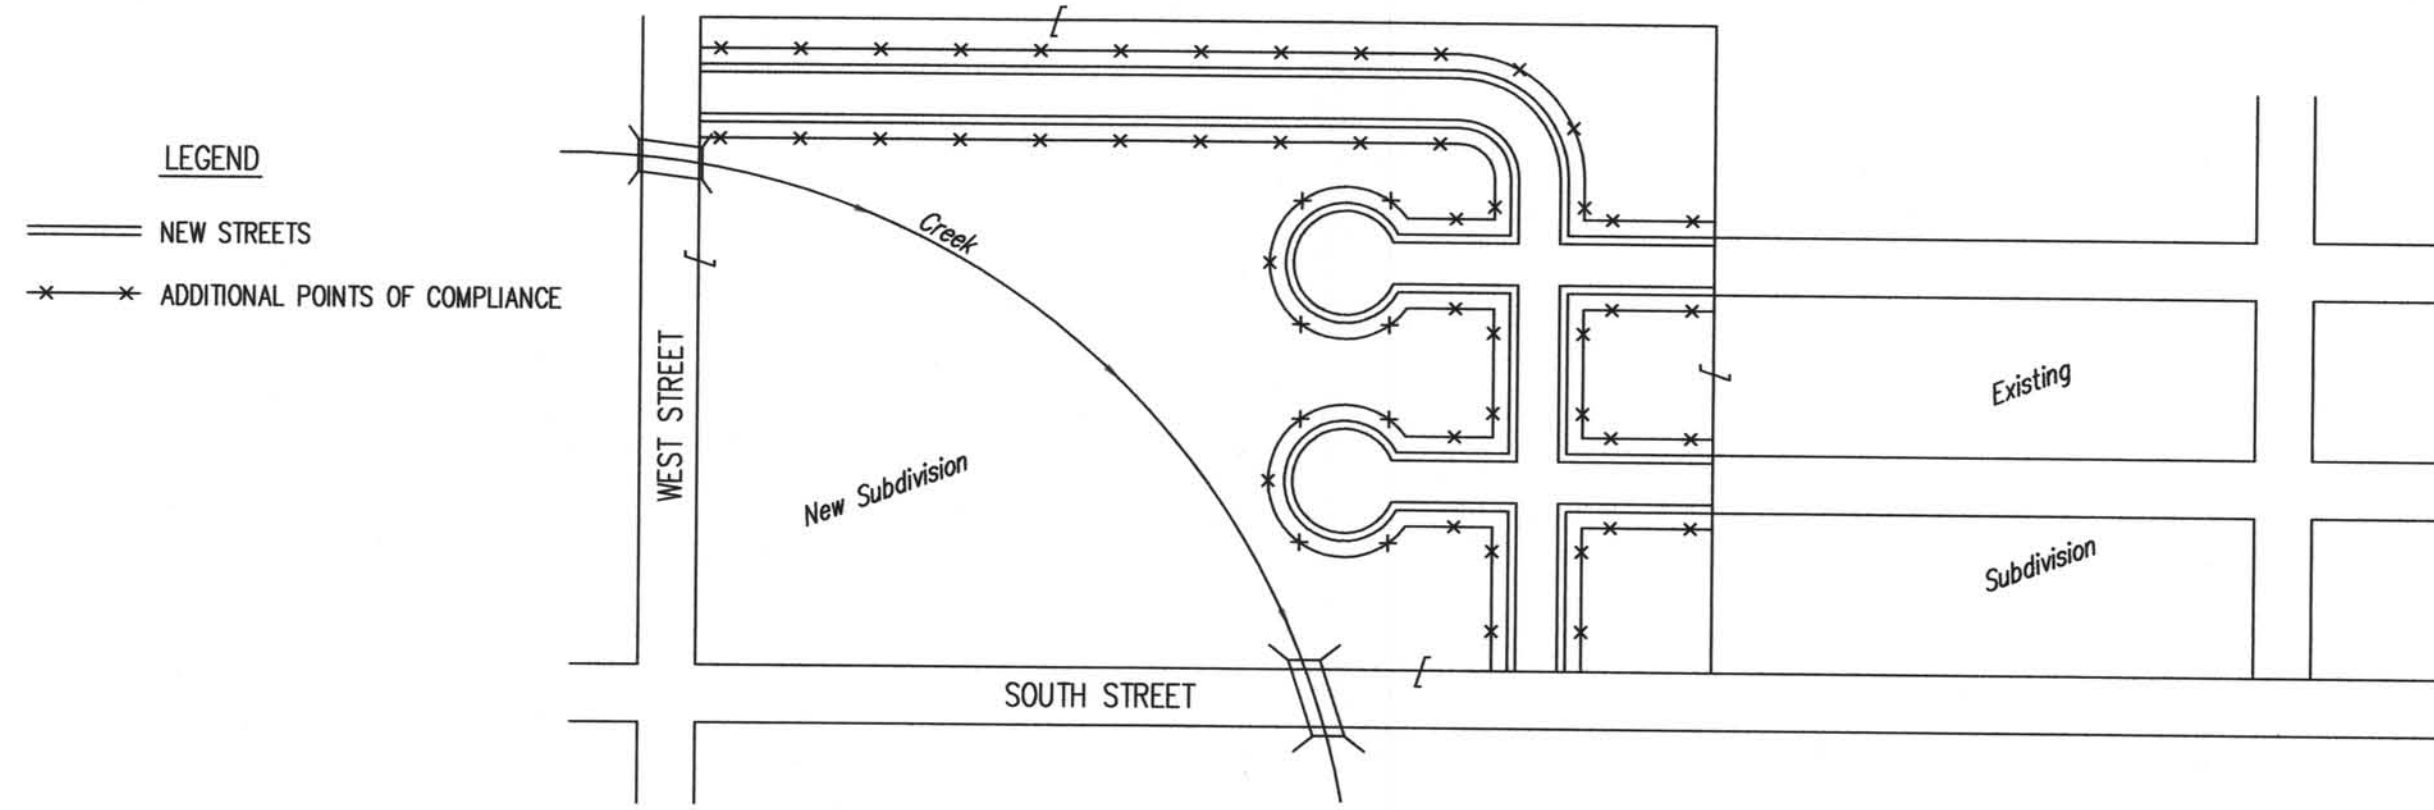 LEGEND
NEW STREETS
ADDITIONAL POINTS OF COMPLIANCE
Creek
WEST STREET
New Subdivision
Existing
Subdivision
SOUTH STREET